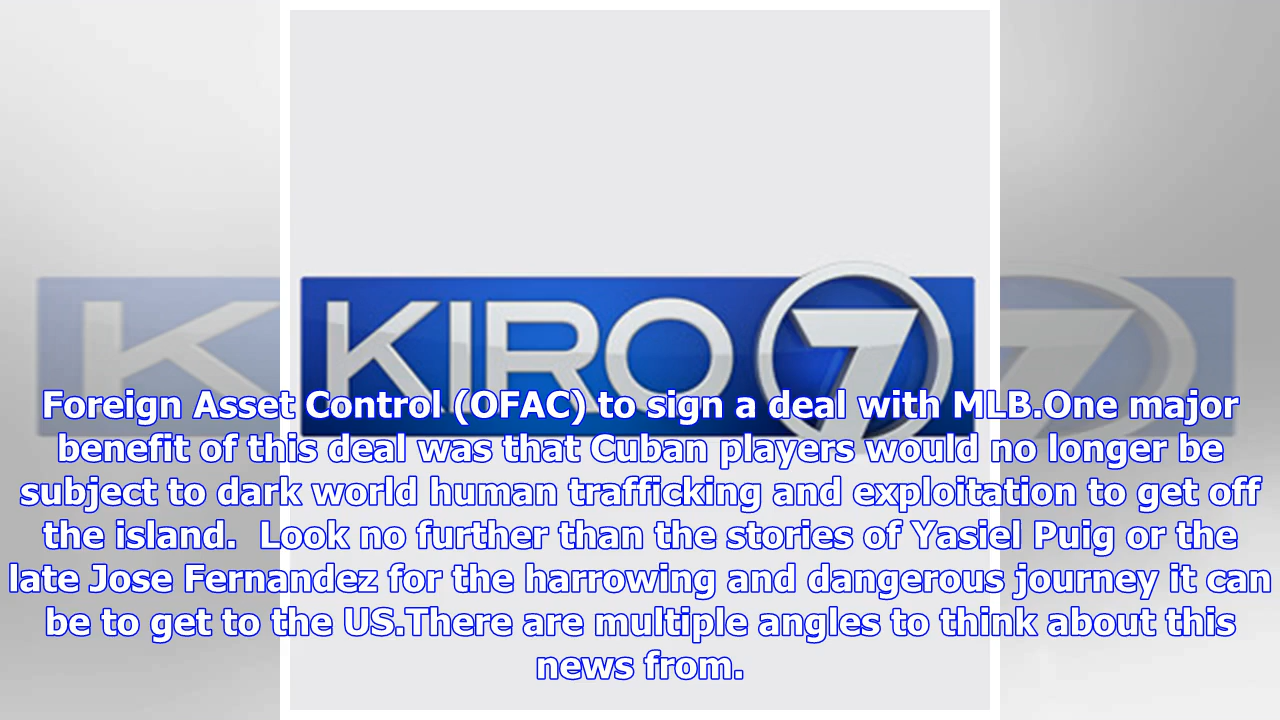 KIRO 7
Foreign Asset Control (OFAC) to sign a deal with MLB.One major
benefit of this deal was that Cuban players would no longer be
subject to dark world human trafficking and exploitation to get off
the island.  Look no further than the stories of Yasiel Puig or the
late Jose Fernandez for the harrowing and dangerous journey it can
be to get to the US.There are multiple angles to think about this
news from.